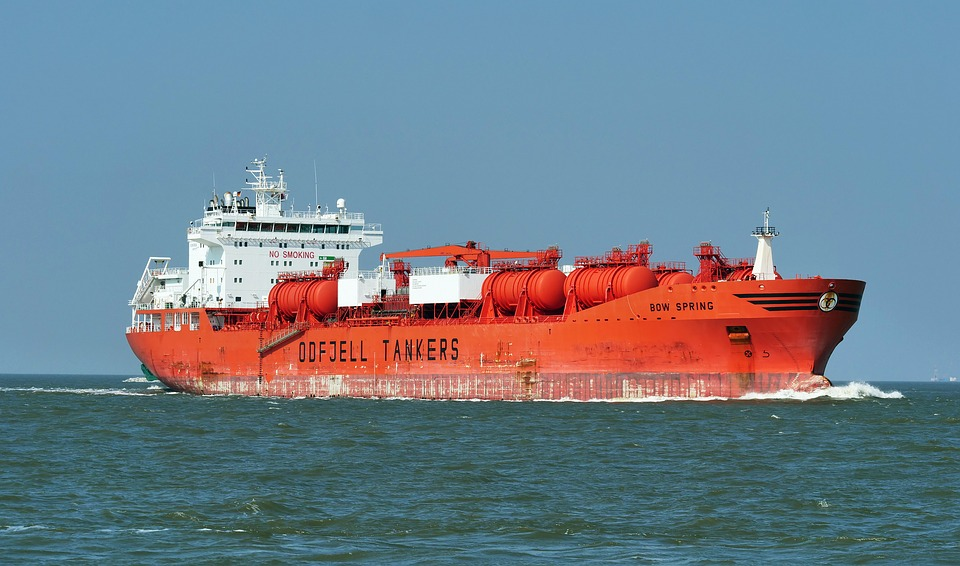 NO SMOKING
BOW SPRING
ODFJELL TANKERS